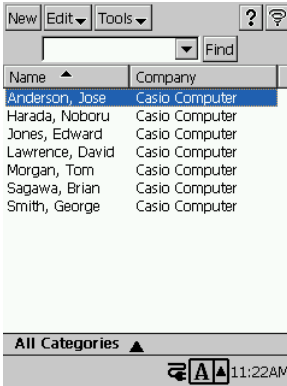 New Edit Tools ?
Find
Name Company
Anderson, Jose Casio Computer
Harada, Noboru Casio Computer
Jones, Edward Casio Computer
Lawrence, David Casio Computer
Morgan, Tom Casio Computer
Sagawa, Brian Casio Computer
Smith, George Casio Computer
All Categories
A 11:22AM